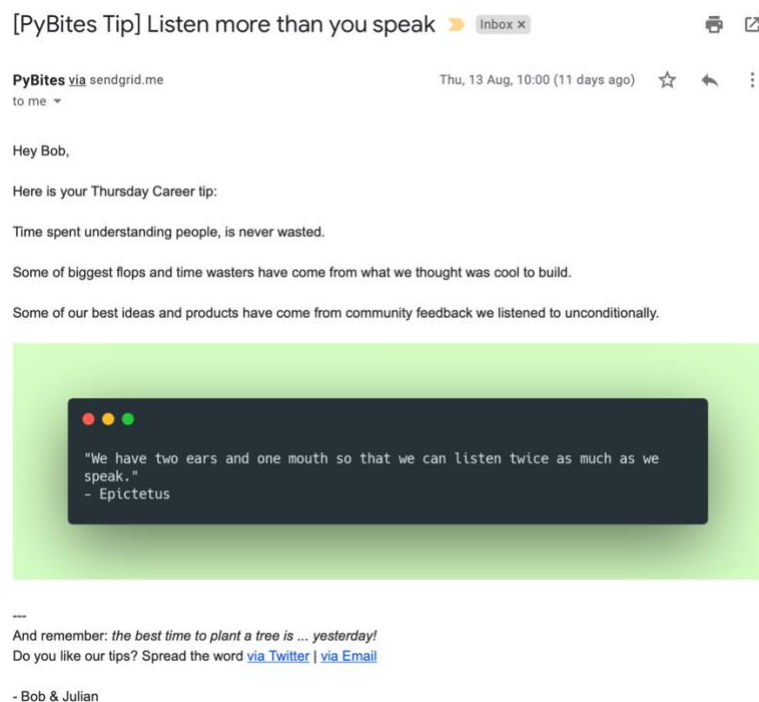 [PyBites Tip] Listen more than you speak Inbox ×
PyBites via sendgrid.me Thu, 13 Aug, 10:00 (11 days ago)
to me
Hey Bob,
Here is your Thursday Career tip:
Time spent understanding people, is never wasted.
Some of biggest flops and time wasters have come from what we thought was cool to build.
Some of our best ideas and products have come from community feedback we listened to unconditionally.
"We have two ears and one mouth so that we can listen twice as much as we
speak."
- Epictetus
---
And remember: the best time to plant a tree is ... yesterday!
Do you like our tips? Spread the word via Twitter | via Email
- Bob & Julian